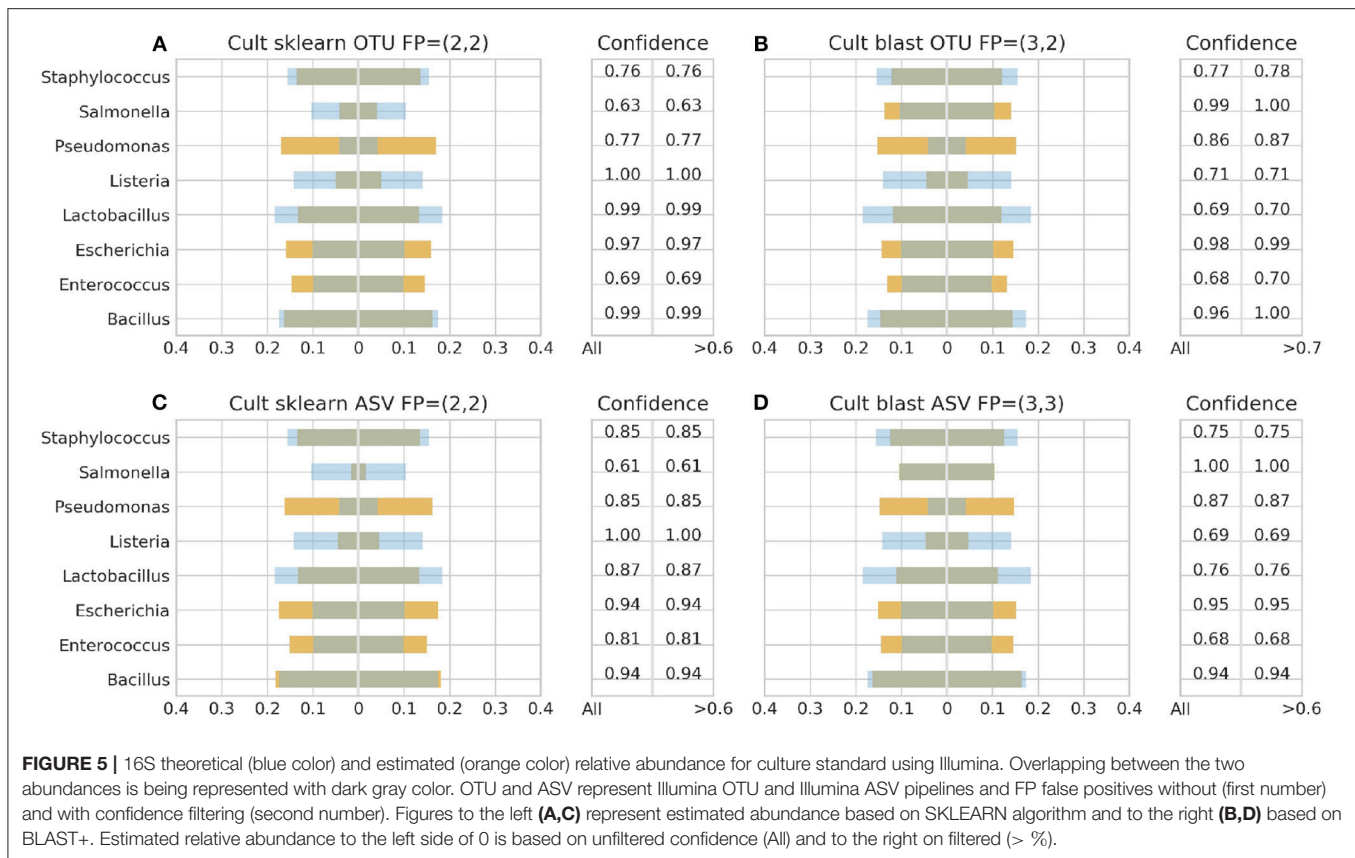 A Cult sklearn OTU FP=(2,2) Confidence
Staphylococcus 0.76 0.76
Salmonella 0.63 0.63
Pseudomonas 0.77 0.77
Listeria 1.00 1.00
Lactobacillus 0.99 0.99
Escherichia 0.97 0.97
Enterococcus 0.69 0.69
Bacillus 0.99 0.99
0.4 0.3 0.2 0.1 0 0.1 0.2 0.3 0.4 All >0.6
B Cult blast OTU FP=(3,2) Confidence
0.77 0.78
0.99 1.00
0.86 0.87
0.71 0.71
0.69 0.70
0.98 0.99
0.68 0.70
0.96 1.00
0.4 0.3 0.2 0.1 0 0.1 0.2 0.3 0.4 All >0.7
C Cult sklearn ASV FP=(2,2) Confidence
Staphylococcus 0.85 0.85
Salmonella 0.61 0.61
Pseudomonas 0.85 0.85
Listeria 1.00 1.00
Lactobacillus 0.87 0.87
Escherichia 0.94 0.94
Enterococcus 0.81 0.81
Bacillus 0.94 0.94
0.4 0.3 0.2 0.1 0 0.1 0.2 0.3 0.4 All >0.6
D Cult blast ASV FP=(3,3) Confidence
0.75 0.75
1.00 1.00
0.87 0.87
0.69 0.69
0.76 0.76
0.95 0.95
0.68 0.68
0.94 0.94
0.4 0.3 0.2 0.1 0 0.1 0.2 0.3 0.4 All >0.6
FIGURE 5 | 16S theoretical (blue color) and estimated (orange color) relative abundance for culture standard using Illumina. Overlapping between the two
abundances is being represented with dark gray color. OTU and ASV represent Illumina OTU and Illumina ASV pipelines and FP false positives without (first number)
and with confidence filtering (second number). Figures to the left (A,C) represent estimated abundance based on SKLEARN algorithm and to the right (B,D) based on
BLAST+. Estimated relative abundance to the left side of 0 is based on unfiltered confidence (All) and to the right on filtered (> %).